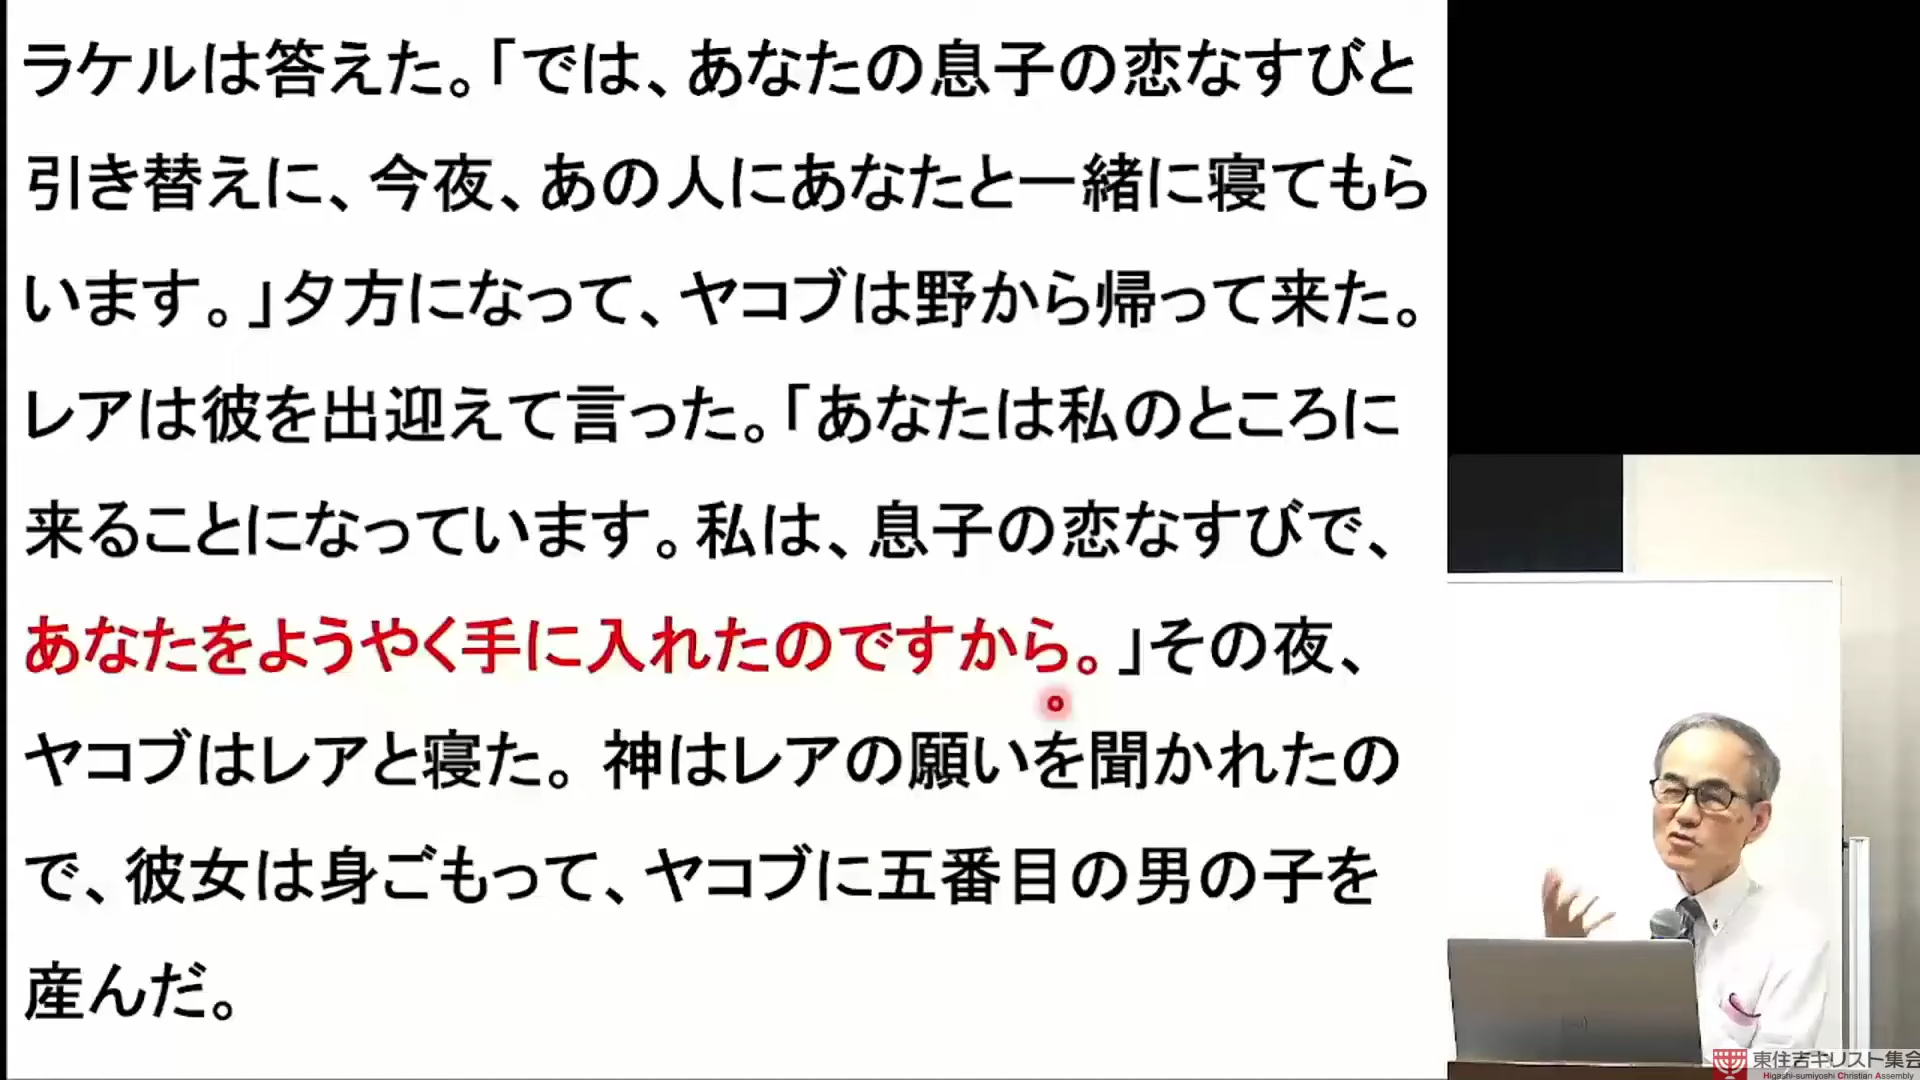 ラケルは答えた。「では、あなたの息子の恋なすびと
引き替えに、今夜、あの人にあなたと一緒に寝てもら
います。」夕方になって、ヤコブは野から帰って来た。
レアは彼を出迎えて言った。「あなたは私のところに
来ることになっています。私は、息子の恋なすびで、
あなたをようやく手に入れたのですから。」その夜、
ヤコブはレアと寝た。神はレアの願いを聞かれたの
で、彼女は身ごもって、ヤコブに五番目の男の子を
産んだ。
東住吉キリスト集会
Higashi-sumiyoshi Christian Assembly